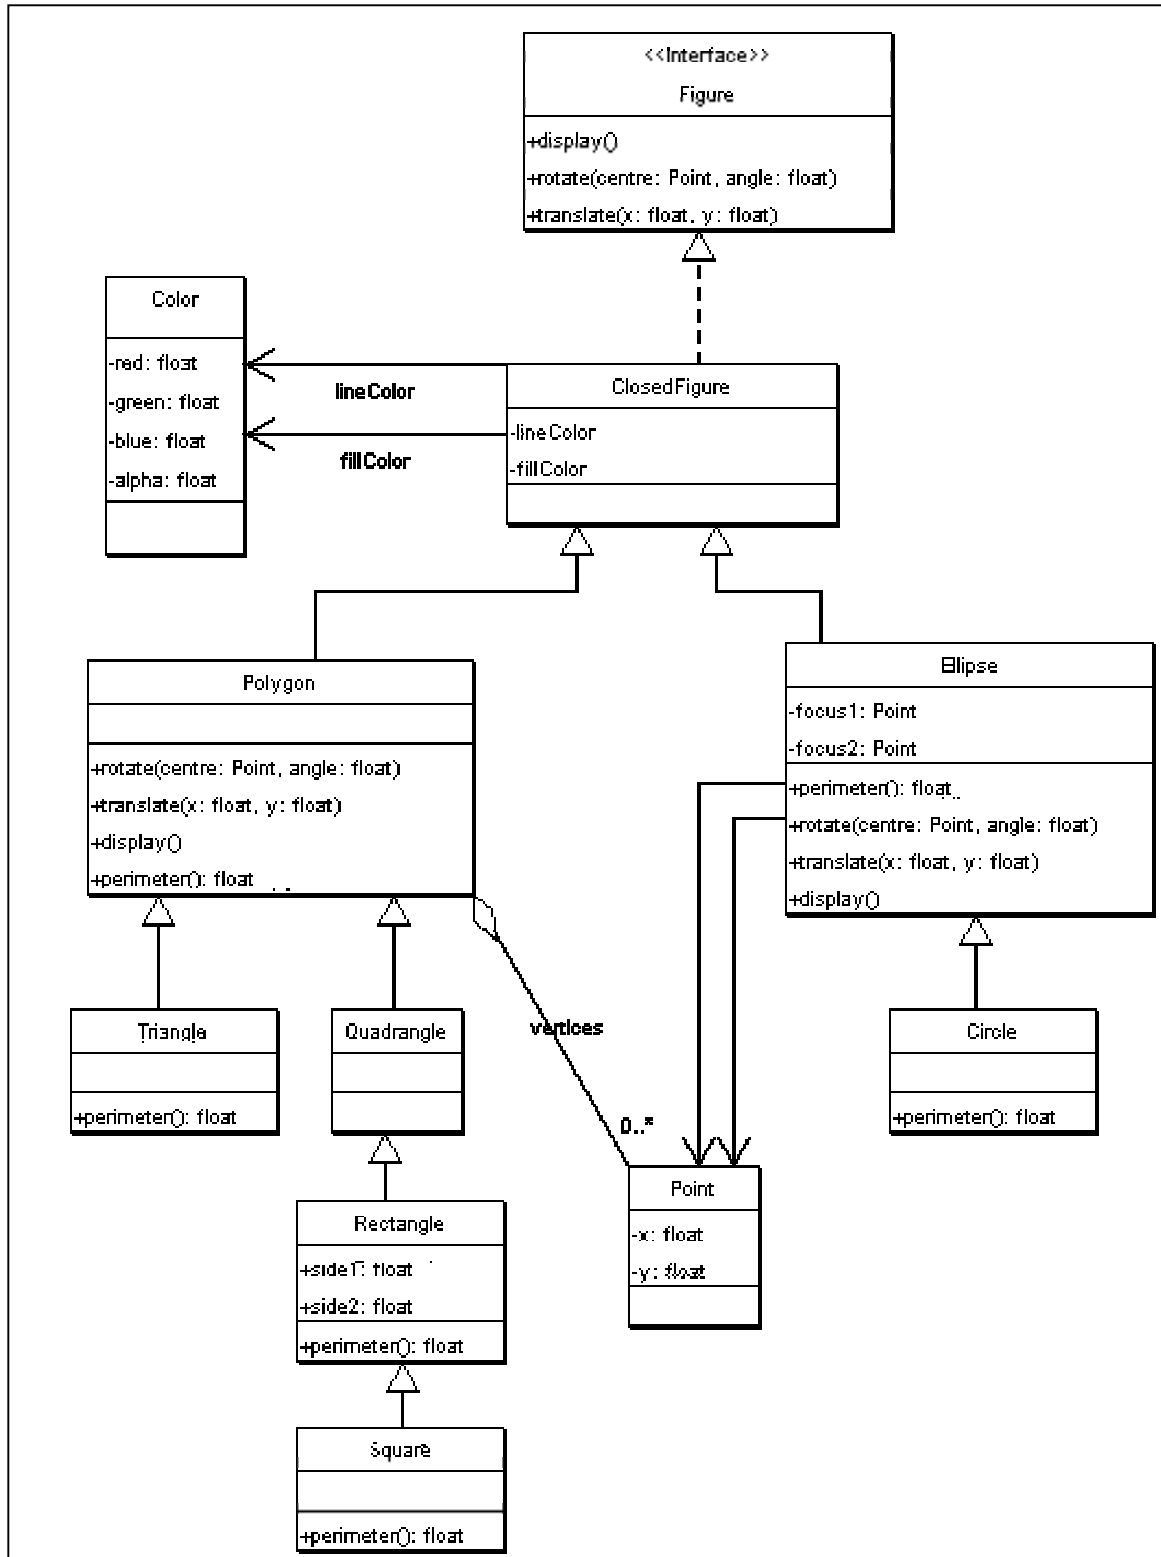 <<Interface>>
Figure
+display()
+rotate(centre: Point, angle: float)
+translate(x: float, y: float)
Color
-red: float
-green: float
-blue: float
-alpha: float
lineColor
fillColor
ClosedFigure
-lineColor
-fillColor
Polygon
+rotate(centre: Point, angle: float)
+translate(x: float, y: float)
+display()
+perimeter(): float
Ellipse
-focus1: Point
-focus2: Point
+perimeter(): float
+rotate(centre: Point, angle: float)
+translate(x: float, y: float)
+display()
Triangle
+perimeter(): float
Quadrangle
vertices
0..*
Circle
+perimeter(): float
Point
-x: float
-y: float
Rectangle
+side1: float
+side2: float
+perimeter(): float
Square
+perimeter(): float